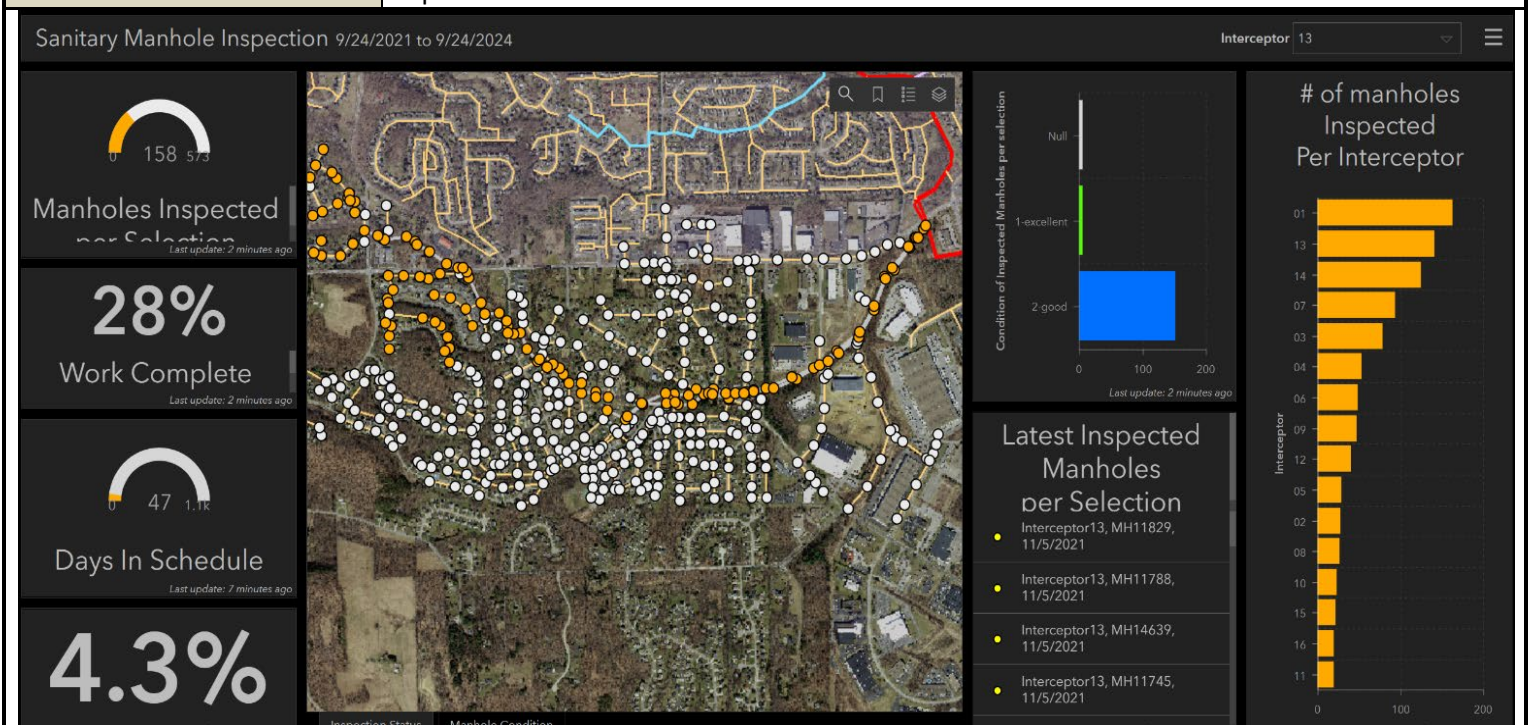 Sanitary Manhole Inspection 9/24/2021 to 9/24/2024
Interceptor 13
0 158 573
Manholes Inspected
per Selection
Last update: 2 minutes ago
28%
Work Complete
Last update: 2 minutes ago
0 47 1.1k
Days In Schedule
Last update: 7 minutes ago
4.3%
Inspection Status Manhole Condition
Condition of Inspected Manholes per selection
Null
1-excellent
2-good
0 100 200
Last update: 2 minutes ago
Latest Inspected
Manholes
per Selection
Interceptor13, MH11829,
11/5/2021
Interceptor13, MH11788,
11/5/2021
Interceptor13, MH14639,
11/5/2021
Interceptor13, MH11745,
11/5/2021
# of manholes
Inspected
Per Interceptor
Interceptor
01
13
14
07
03
04
06
09
12
05
02
08
10
15
16
11
0 100 200